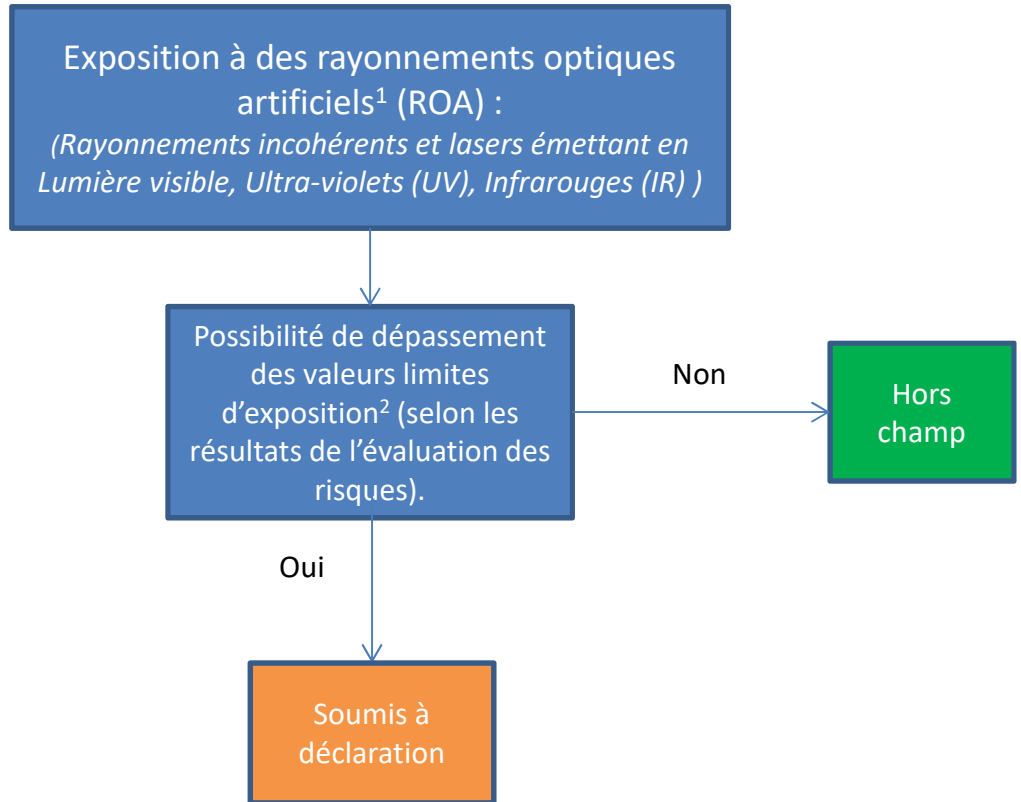 Exposition à des rayonnements optiques
artificiels¹ (ROA) :
(Rayonnements incohérents et lasers émettant en
Lumière visible, Ultra-violets (UV), Infrarouges (IR) )
Possibilité de dépassement
des valeurs limites
d’exposition² (selon les
résultats de l’évaluation des
risques).
Non
Hors
champ
Oui
Soumis à
déclaration